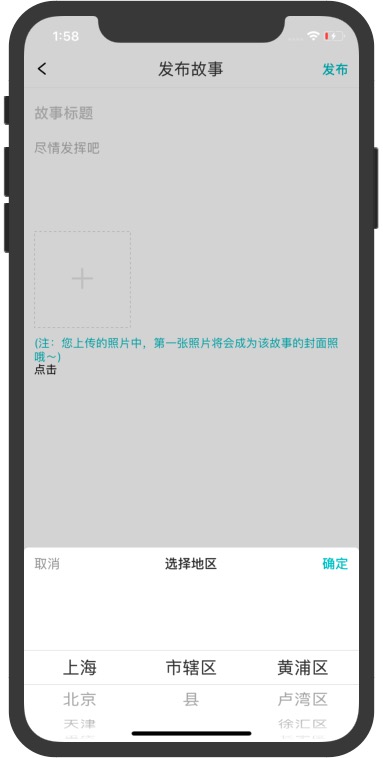 1:58
发布故事 发布
故事标题
尽情发挥吧
(注：您上传的照片中，第一张照片将会成为该故事的封面照
哦～)
点击
取消 选择地区 确定
上海 市辖区 黄浦区
北京 县 卢湾区
天津 徐汇区